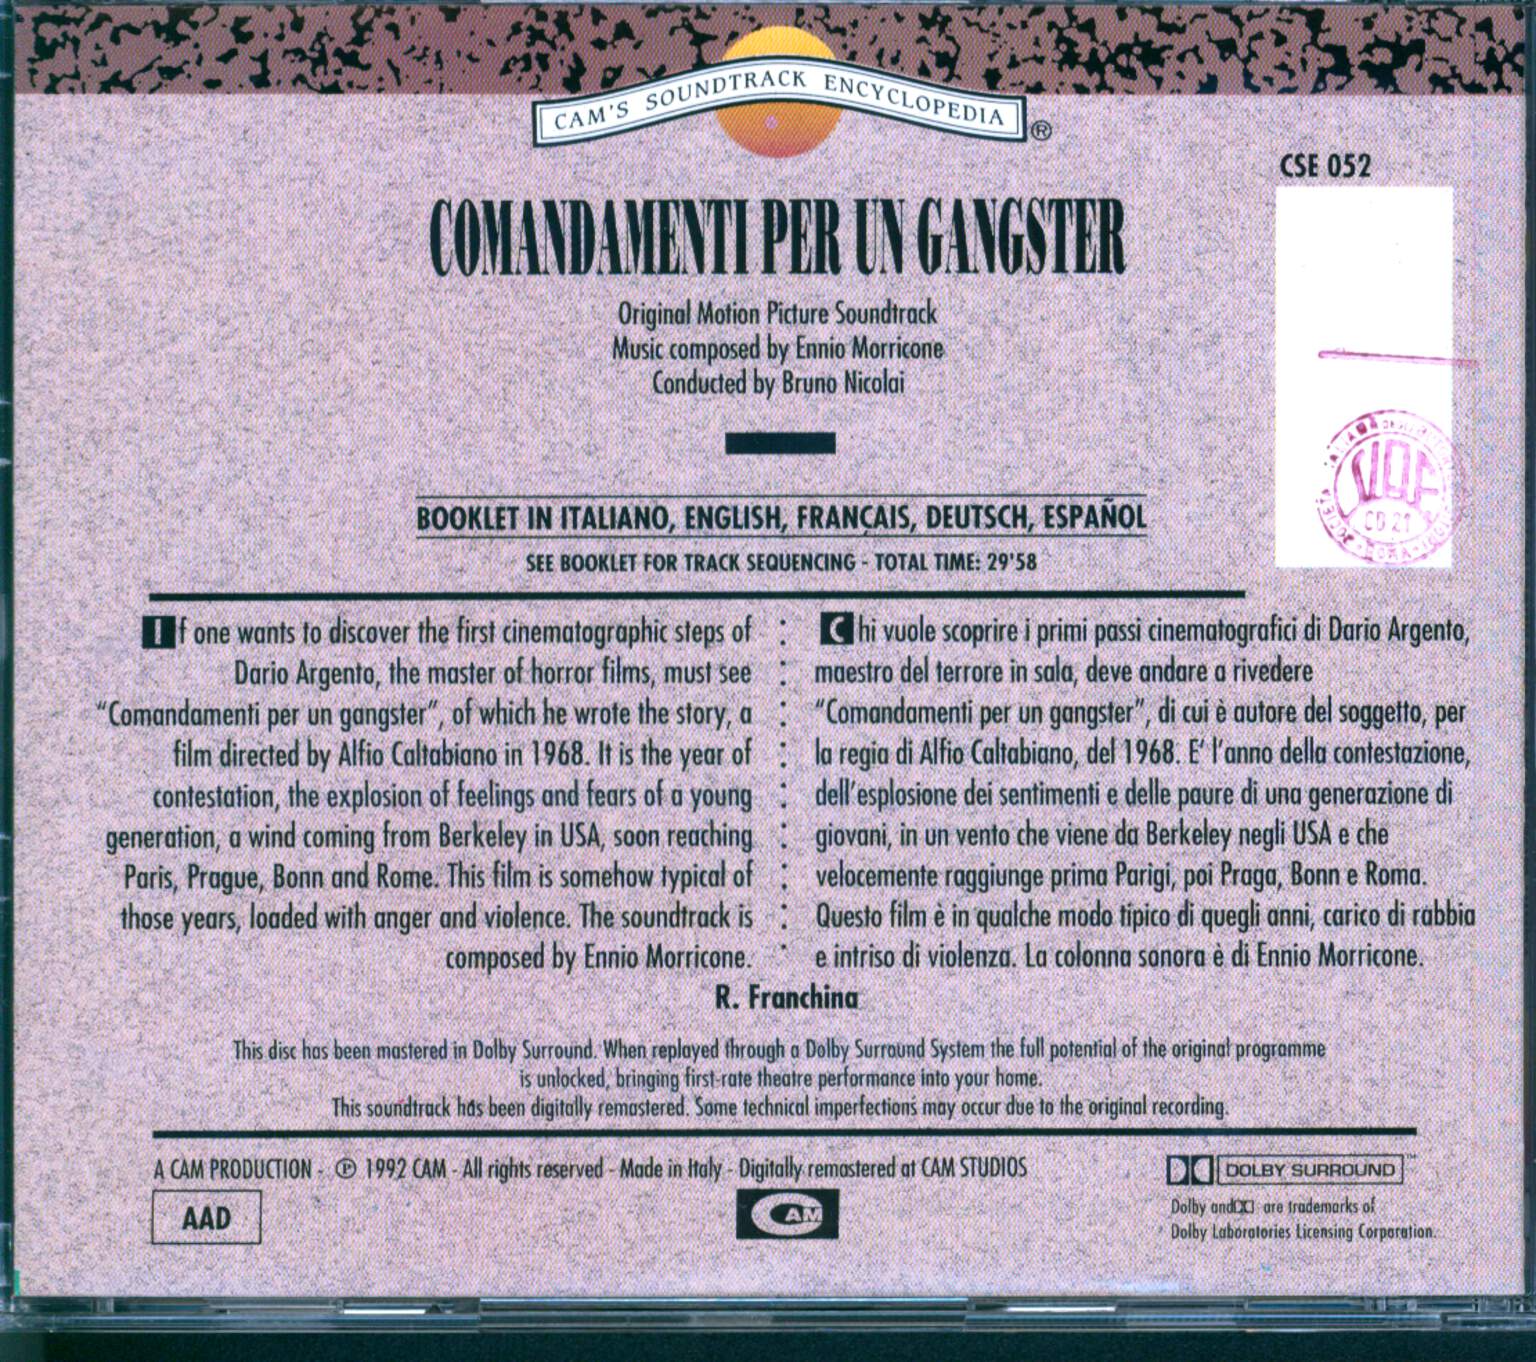 CAM'S SOUNDTRACK ENCYCLOPEDIA ®
CSE 052
COMANDAMENTI PER UN GANGSTER
Original Motion Picture Soundtrack
Music composed by Ennio Morricone
Conducted by Bruno Nicolai
BOOKLET IN ITALIANO, ENGLISH, FRANÇAIS, DEUTSCH, ESPAÑOL
SEE BOOKLET FOR TRACK SEQUENCING - TOTAL TIME: 29'58
If one wants to discover the first cinematographic steps of
Dario Argento, the master of horror films, must see
“Comandamenti per un gangster”, of which he wrote the story, a
film directed by Alfio Caltabiano in 1968. It is the year of
contestation, the explosion of feelings and fears of a young
generation, a wind coming from Berkeley in USA, soon reaching
Paris, Prague, Bonn and Rome. This film is somehow typical of
those years, loaded with anger and violence. The soundtrack is
composed by Ennio Morricone.
Chi vuole scoprire i primi passi cinematografici di Dario Argento,
maestro del terrore in sala, deve andare a rivedere
“Comandamenti per un gangster”, di cui è autore del soggetto, per
la regia di Alfio Caltabiano, del 1968. E' l'anno della contestazione,
dell'esplosione dei sentimenti e delle paure di una generazione di
giovani, in un vento che viene da Berkeley negli USA e che
velocemente raggiunge prima Parigi, poi Praga, Bonn e Roma.
Questo film è in qualche modo tipico di quegli anni, carico di rabbia
e intriso di violenza. La colonna sonora è di Ennio Morricone.
R. Franchina
This disc has been mastered in Dolby Surround. When replayed through a Dolby Surround System the full potential of the original programme
is unlocked, bringing first-rate theatre performance into your home.
This soundtrack has been digitally remastered. Some technical imperfections may occur due to the original recording.
A CAM PRODUCTION - ℗ 1992 CAM - All rights reserved - Made in Italy - Digitally remastered at CAM STUDIOS
DOLBY SURROUND™
AAD
CAM
Dolby and are trademarks of
Dolby Laboratories Licensing Corporation.